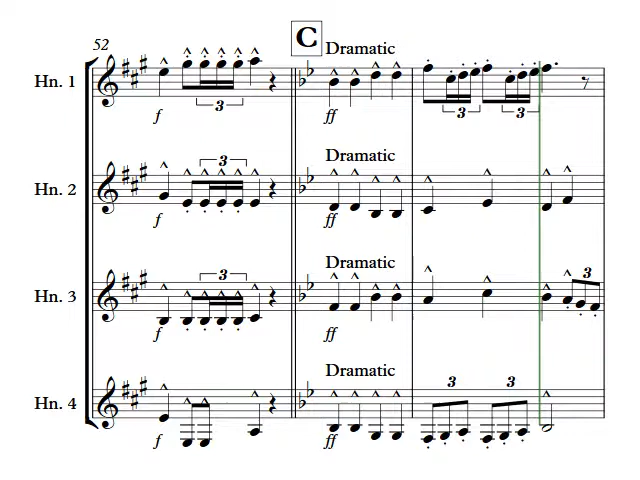 52
C
Dramatic
Hn. 1
3
3
3
f
ff
Dramatic
Hn. 2
3
f
ff
Dramatic
Hn. 3
3
3
f
ff
Dramatic
Hn. 4
3
3
f
ff